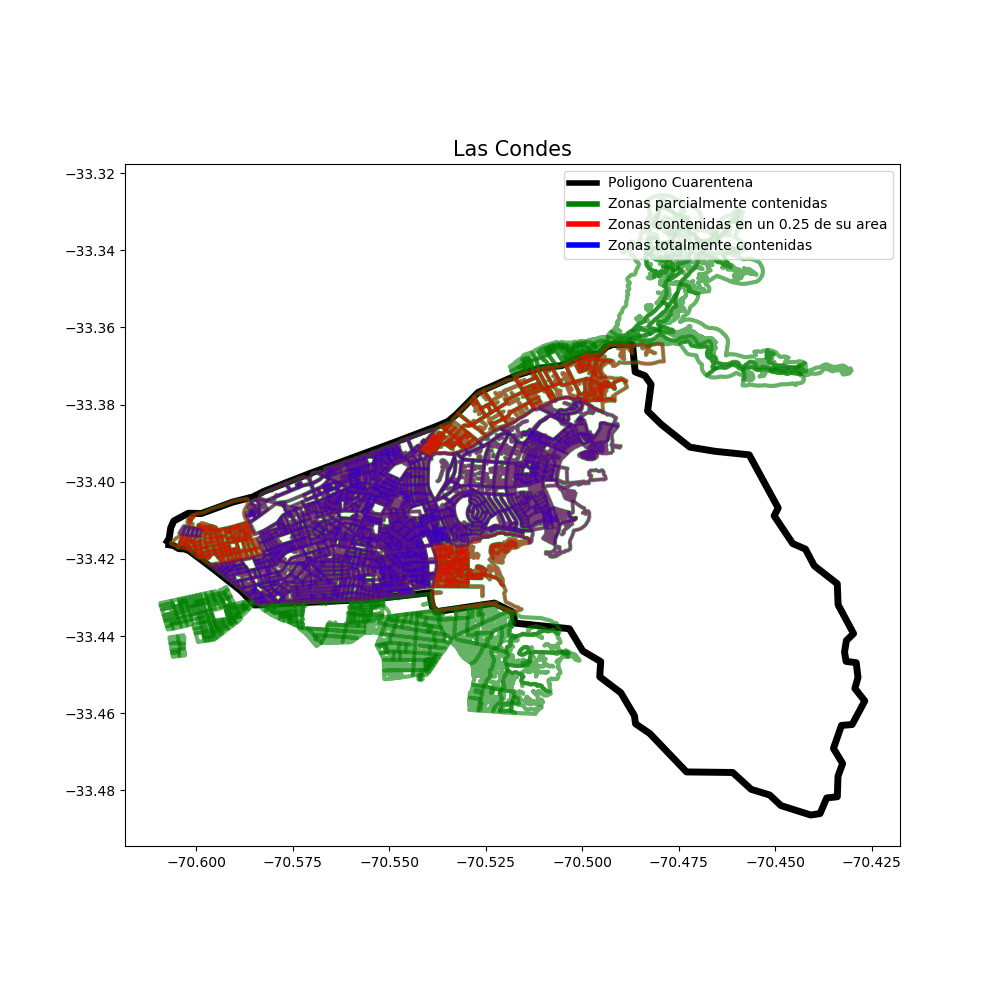 Las Condes
Poligono Cuarentena
Zonas parcialmente contenidas
Zonas contenidas en un 0.25 de su area
Zonas totalmente contenidas
−33.32
−33.34
−33.36
−33.38
−33.40
−33.42
−33.44
−33.46
−33.48
−70.600 −70.575 −70.550 −70.525 −70.500 −70.475 −70.450 −70.425